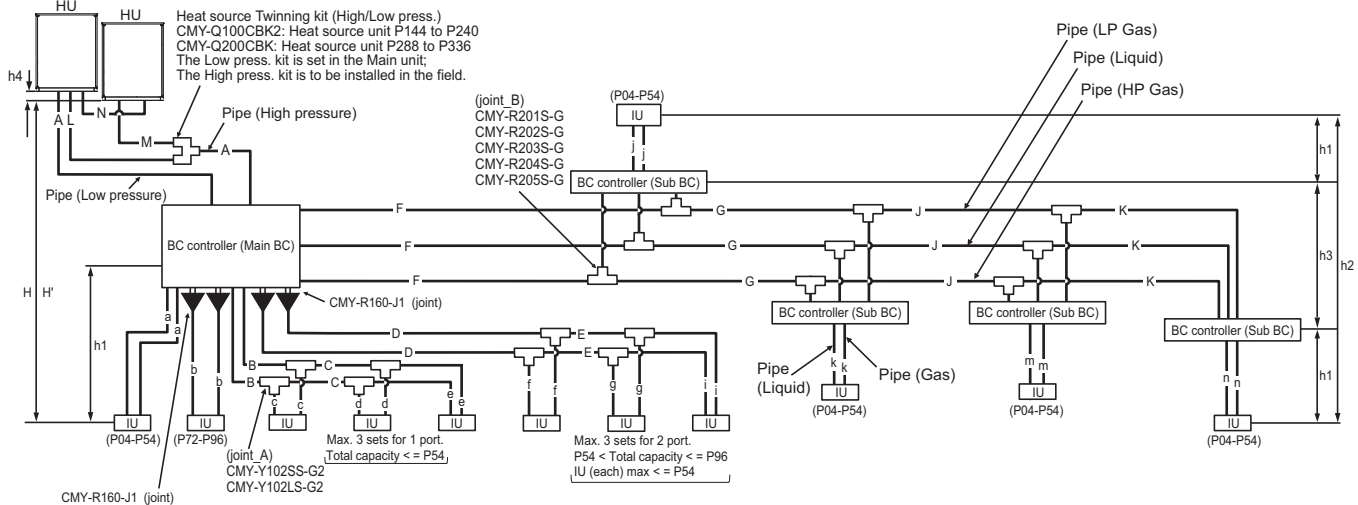 HU
HU
Heat source Twinning kit (High/Low press.)
CMY-Q100CBK2: Heat source unit P144 to P240
CMY-Q200CBK: Heat source unit P288 to P336
The Low press. kit is set in the Main unit;
The High press. kit is to be installed in the field.
h4
A
L
N
M
A
Pipe (High pressure)
Pipe (Low pressure)
(joint_B)
CMY-R201S-G
CMY-R202S-G
CMY-R203S-G
CMY-R204S-G
CMY-R205S-G
(P04-P54)
IU
j
j
BC controller (Sub BC)
Pipe (LP Gas)
Pipe (Liquid)
Pipe (HP Gas)
h1
h3
h2
h1
BC controller (Main BC)
F
G
J
K
F
G
J
K
F
G
J
K
CMY-R160-J1 (joint)
H
H'
h1
a
a
b
b
B
C
B
C
D
E
D
E
c
c
d
d
e
e
f
f
g
g
i
i
IU
(P04-P54)
IU
(P72-P96)
IU
IU
IU
IU
IU
IU
CMY-R160-J1 (joint)
(joint_A)
CMY-Y102SS-G2
CMY-Y102LS-G2
Max. 3 sets for 1 port.
Total capacity < = P54
Max. 3 sets for 2 port.
P54 < Total capacity < = P96
IU (each) max < = P54
BC controller (Sub BC)
BC controller (Sub BC)
BC controller (Sub BC)
Pipe
(Liquid)
k
k
Pipe (Gas)
IU
(P04-P54)
m
m
IU
(P04-P54)
n
n
IU
(P04-P54)